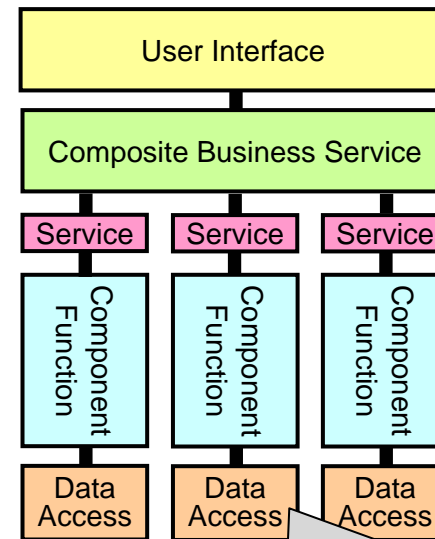 User Interface
Composite Business Service
Service
Service
Service
Component
Function
Component
Function
Component
Function
Data
Access
Data
Access
Data
Access